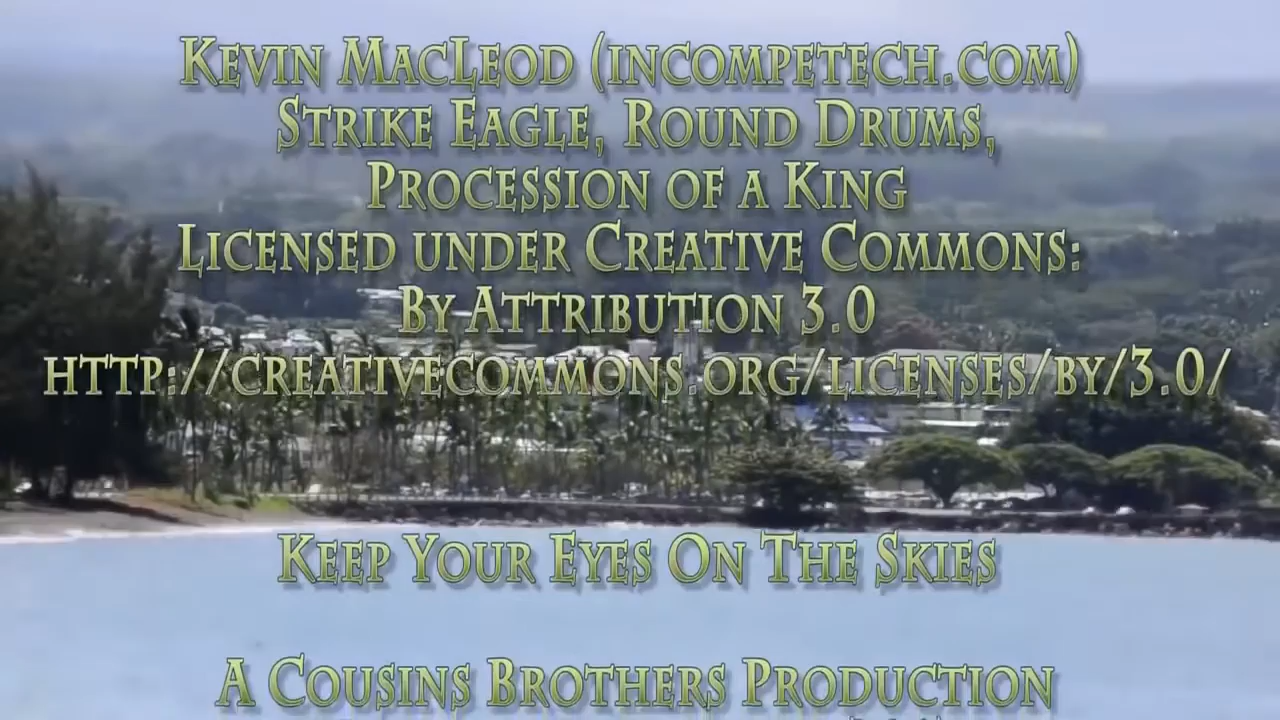 Kevin MacLeod (incompetech.com)
Strike Eagle, Round Drums,
Procession of a King
Licensed under Creative Commons:
By Attribution 3.0
http://creativecommons.org/licenses/by/3.0/
Keep Your Eyes On The Skies
A Cousins Brothers Production